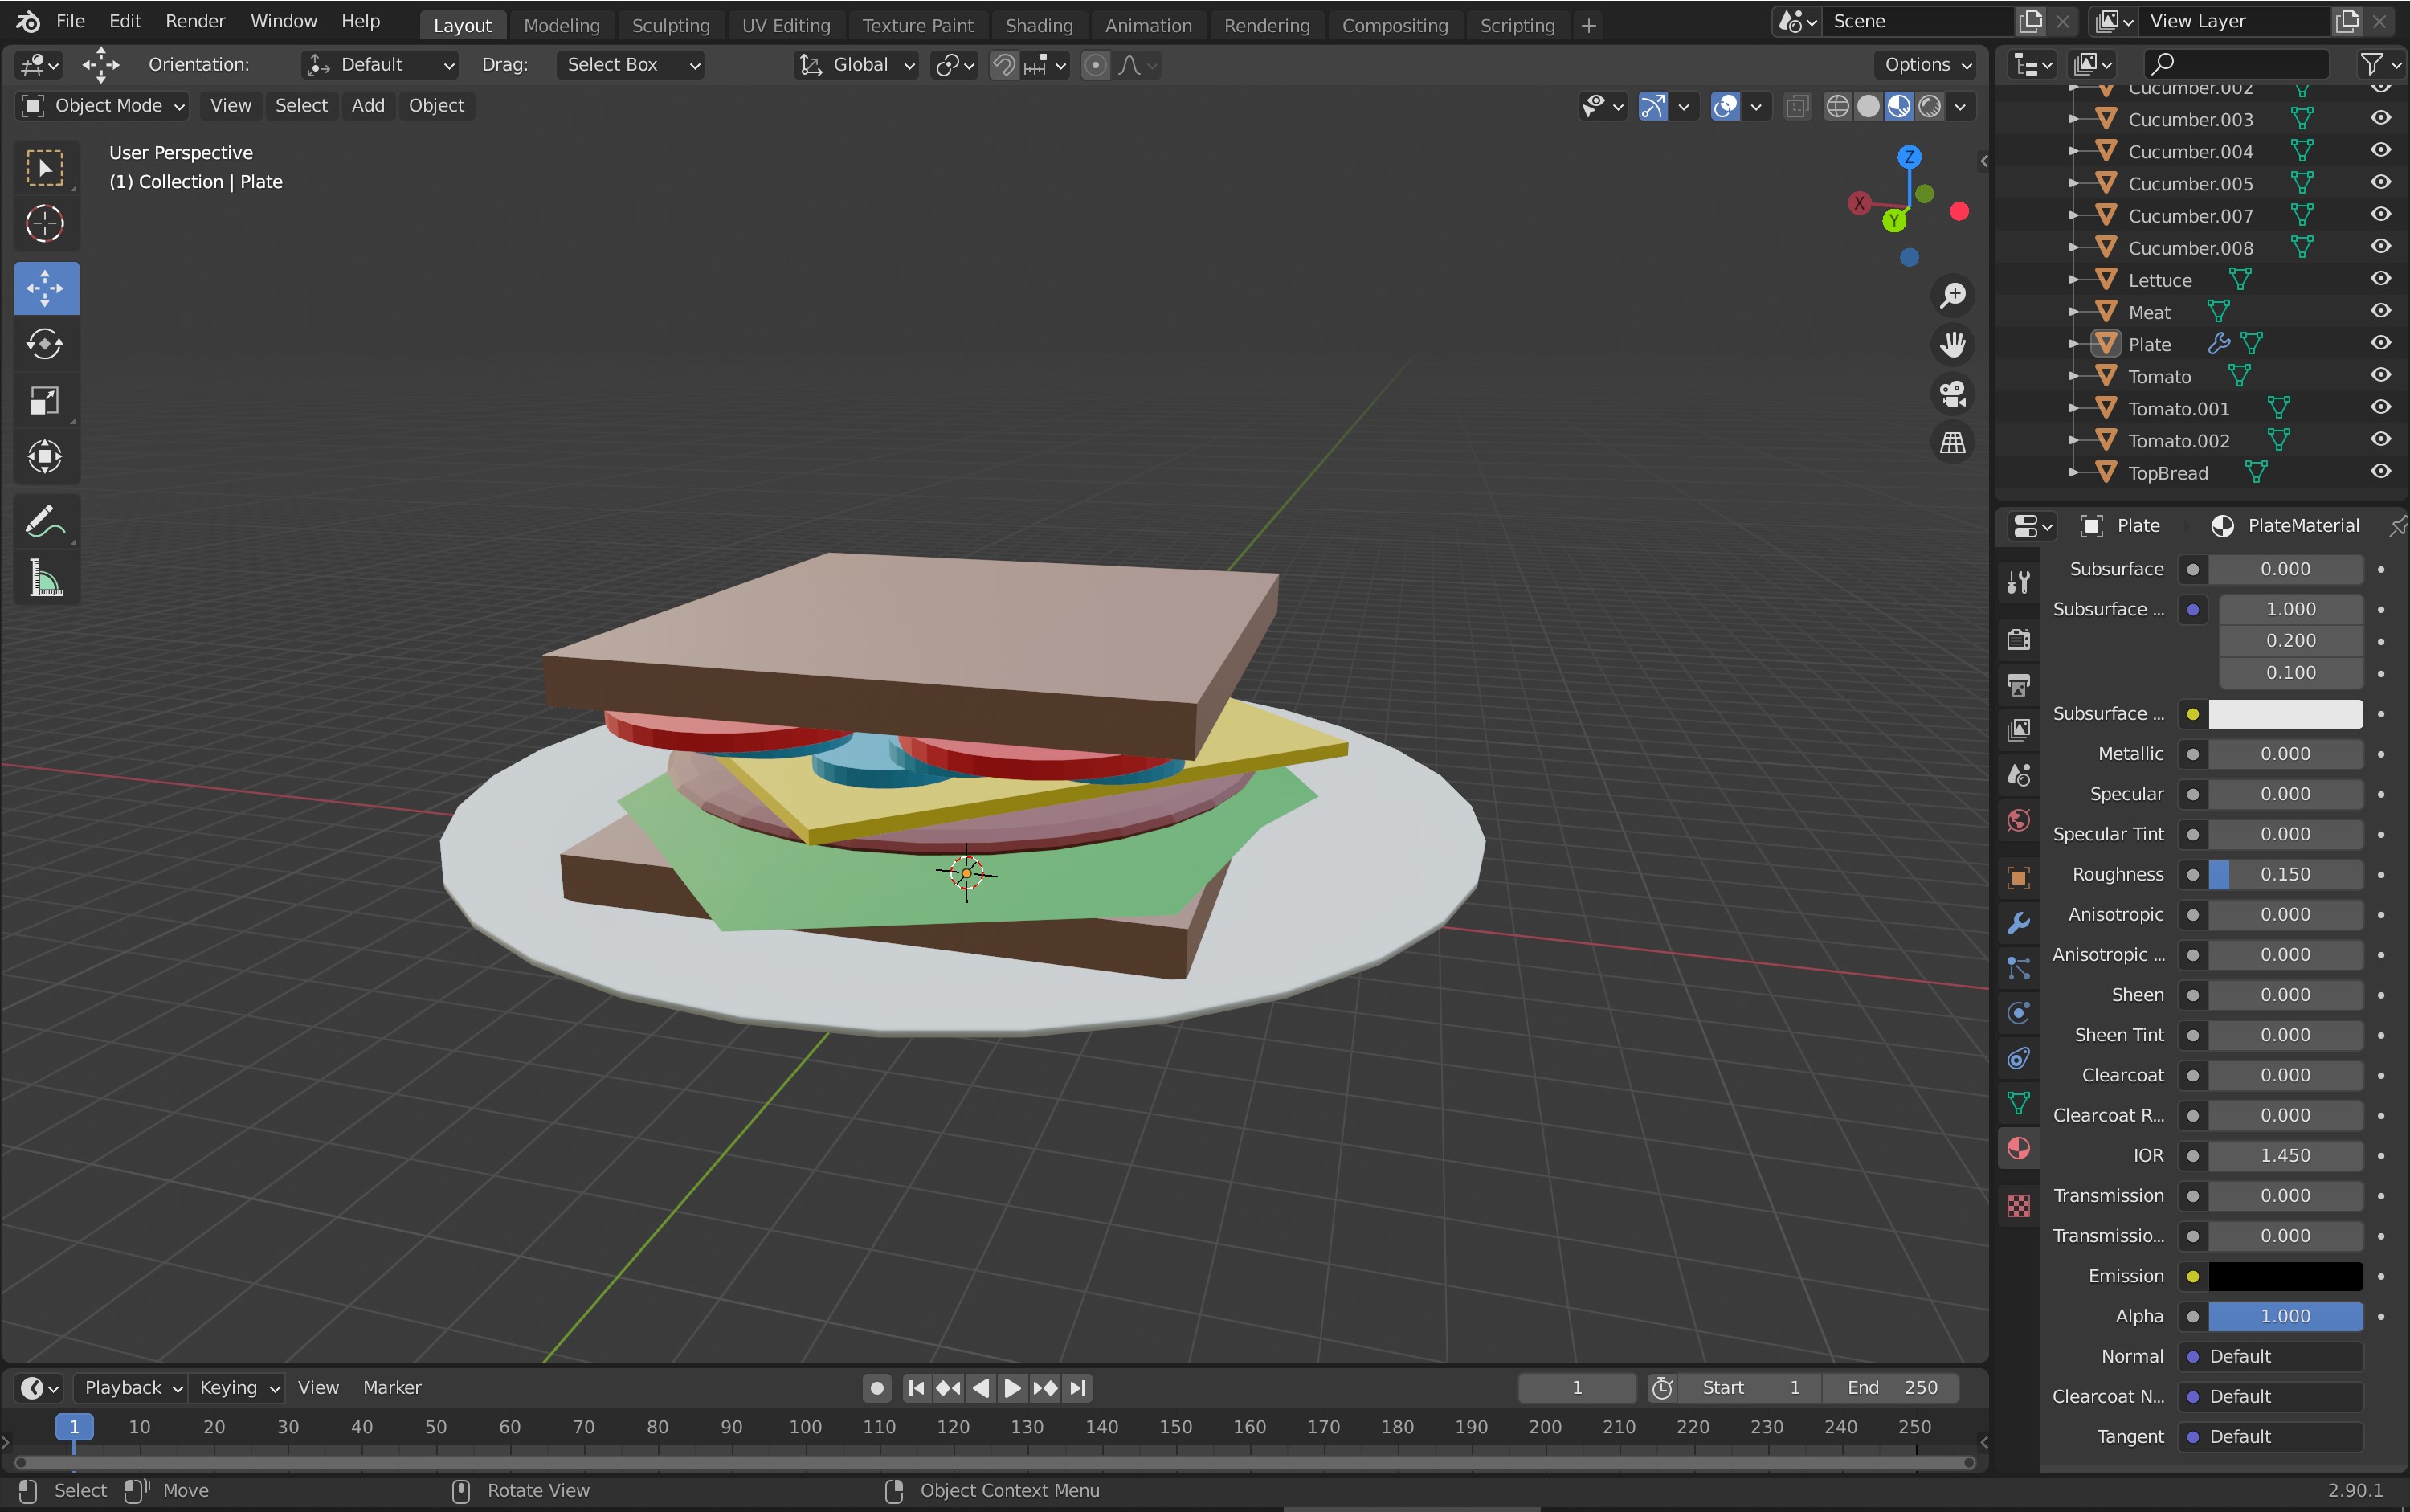 File Edit Render Window Help Layout Modeling Sculpting UV Editing Texture Paint Shading Animation Rendering Compositing Scripting + Scene View Layer
Orientation: Default Drag: Select Box Global Options
Object Mode View Select Add Object
User Perspective
(1) Collection | Plate
Z
X
Y
Cucumber.002
Cucumber.003
Cucumber.004
Cucumber.005
Cucumber.007
Cucumber.008
Lettuce
Meat
Plate
Tomato
Tomato.001
Tomato.002
TopBread
Plate PlateMaterial
Subsurface 0.000
Subsurface ... 1.000
0.200
0.100
Subsurface ...
Metallic 0.000
Specular 0.000
Specular Tint 0.000
Roughness 0.150
Anisotropic 0.000
Anisotropic ... 0.000
Sheen 0.000
Sheen Tint 0.000
Clearcoat 0.000
Clearcoat R... 0.000
IOR 1.450
Transmission 0.000
Transmissio... 0.000
Emission
Alpha 1.000
Normal Default
Clearcoat N... Default
Tangent Default
Playback Keying View Marker 1 Start 1 End 250
1 10 20 30 40 50 60 70 80 90 100 110 120 130 140 150 160 170 180 190 200 210 220 230 240 250
Select Move Rotate View Object Context Menu 2.90.1